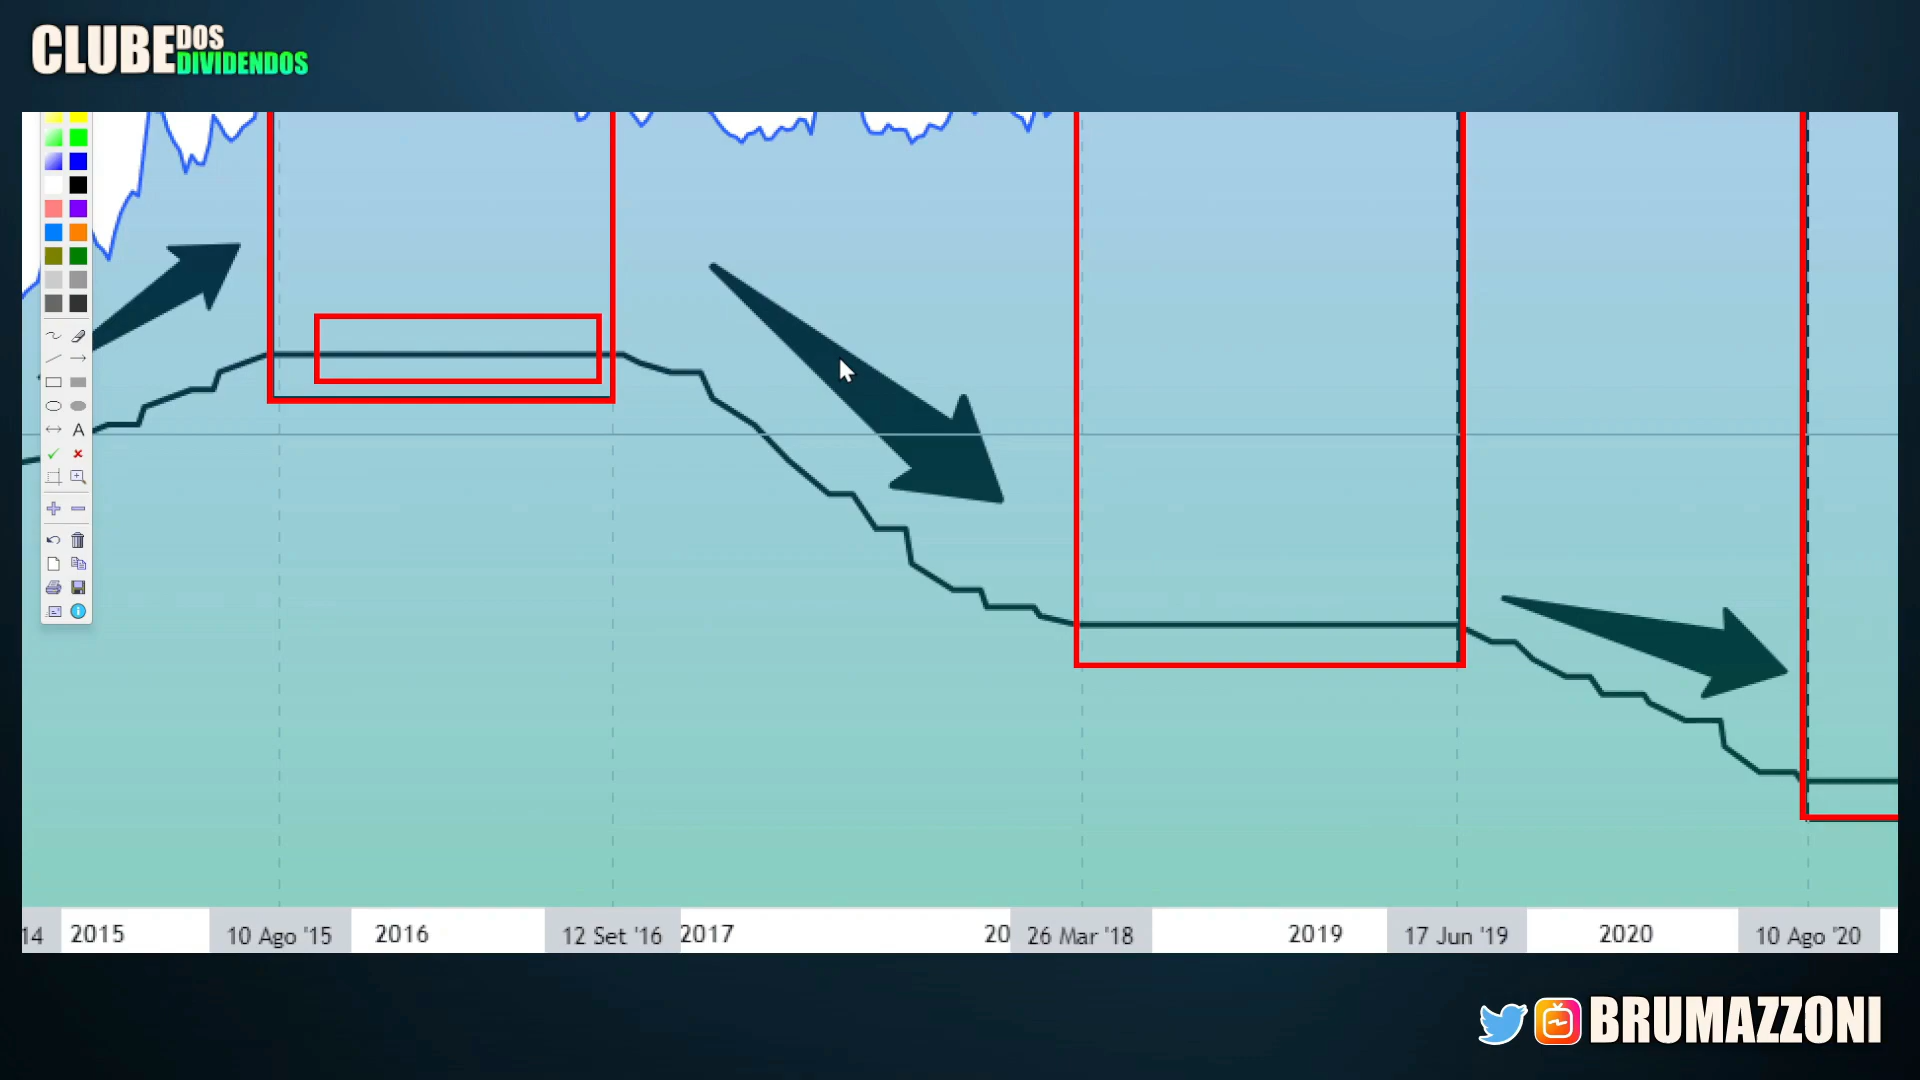 CLUBE DOS
DIVIDENDOS
A
14 2015 10 Ago '15 2016 12 Set '16 2017 20 26 Mar '18 2019 17 Jun '19 2020 10 Ago '20
BRUMAZZONI